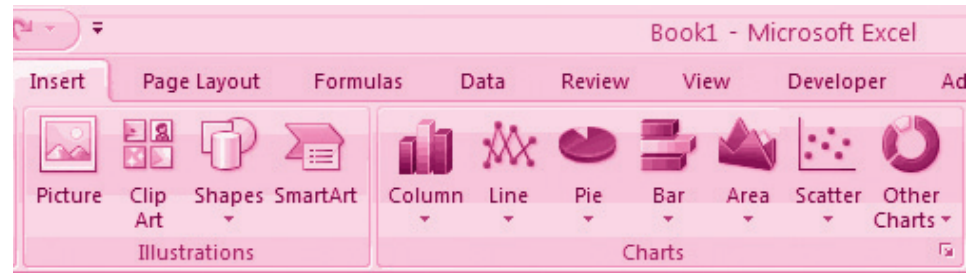 Book1 - Microsoft Excel
Insert Page Layout Formulas Data Review View Developer Ad
Picture Clip Art Shapes SmartArt Column Line Pie Bar Area Scatter Other Charts
Illustrations Charts